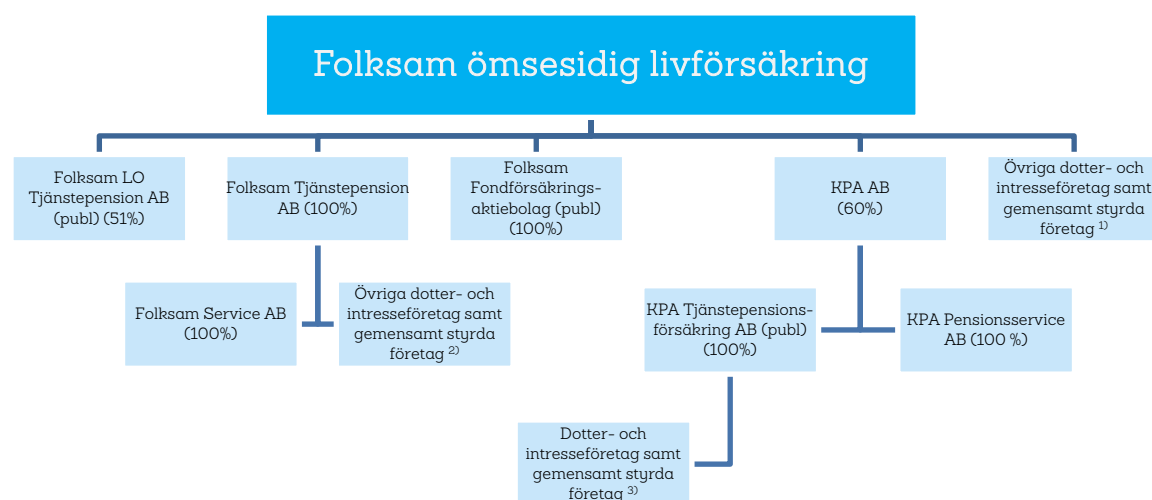 Folksam ömsesidig livförsäkring
Folksam LO
Tjänstepension AB
(publ) (51%)
Folksam Tjänstepension
AB (100%)
Folksam
Fondförsäkrings-
aktiebolag (publ)
(100%)
KPA AB
(60%)
Övriga dotter- och
intresseföretag samt
gemensamt styrda
företag 1)
Folksam Service AB
(100%)
Övriga dotter- och
intresseföretag samt
gemensamt styrda
företag 2)
KPA Tjänstepensions-
försäkring AB (publ)
(100%)
KPA Pensionsservice
AB (100 %)
Dotter- och
intresseföretag samt
gemensamt styrda
företag 3)